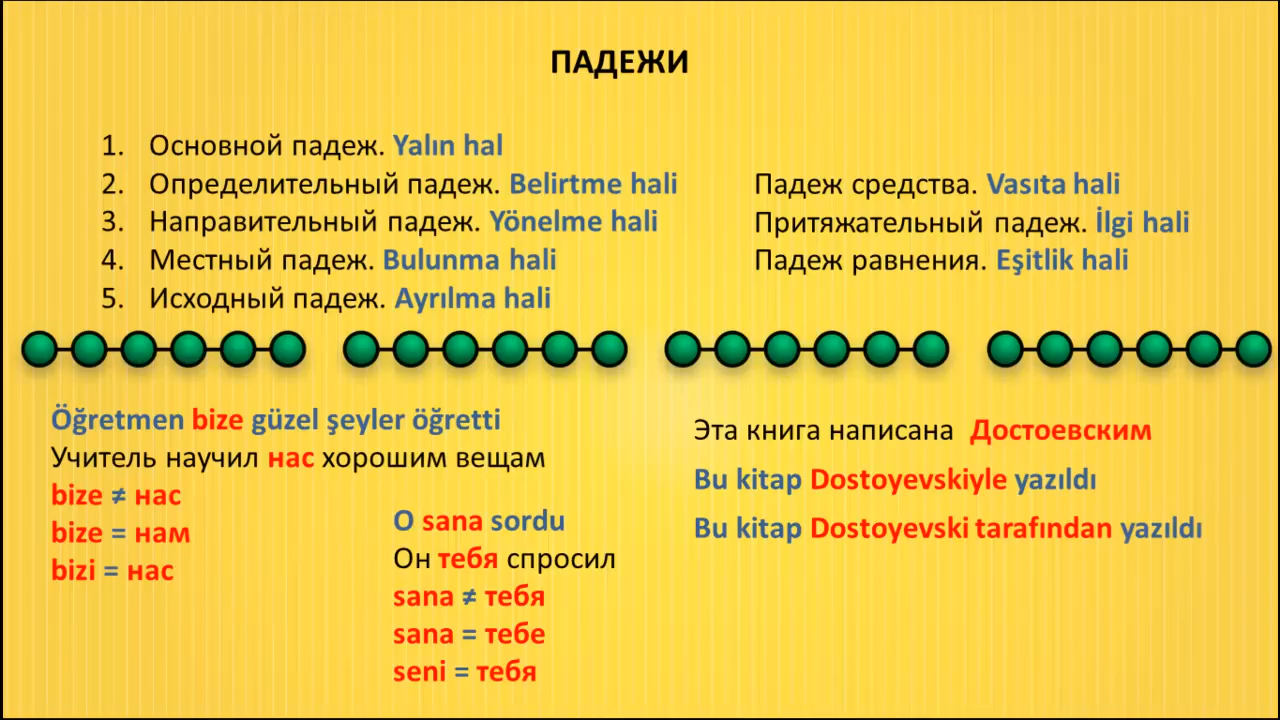 ПАДЕЖИ
1. Основной падеж. Yalın hal
2. Определительный падеж. Belirtme hali
3. Направительный падеж. Yönelme hali
4. Местный падеж. Bulunma hali
5. Исходный падеж. Ayrılma hali
Падеж средства. Vasıta hali
Притяжательный падеж. İlgi hali
Падеж равнения. Eşitlik hali
Öğretmen bize güzel şeyler öğretti
Учитель научил нас хорошим вещам
bize ≠ нас
bize = нам
bizi = нас
O sana sordu
Он тебя спросил
sana ≠ тебя
sana = тебе
seni = тебя
Эта книга написана Достоевским
Bu kitap Dostoyevskiyle yazıldı
Bu kitap Dostoyevski tarafından yazıldı